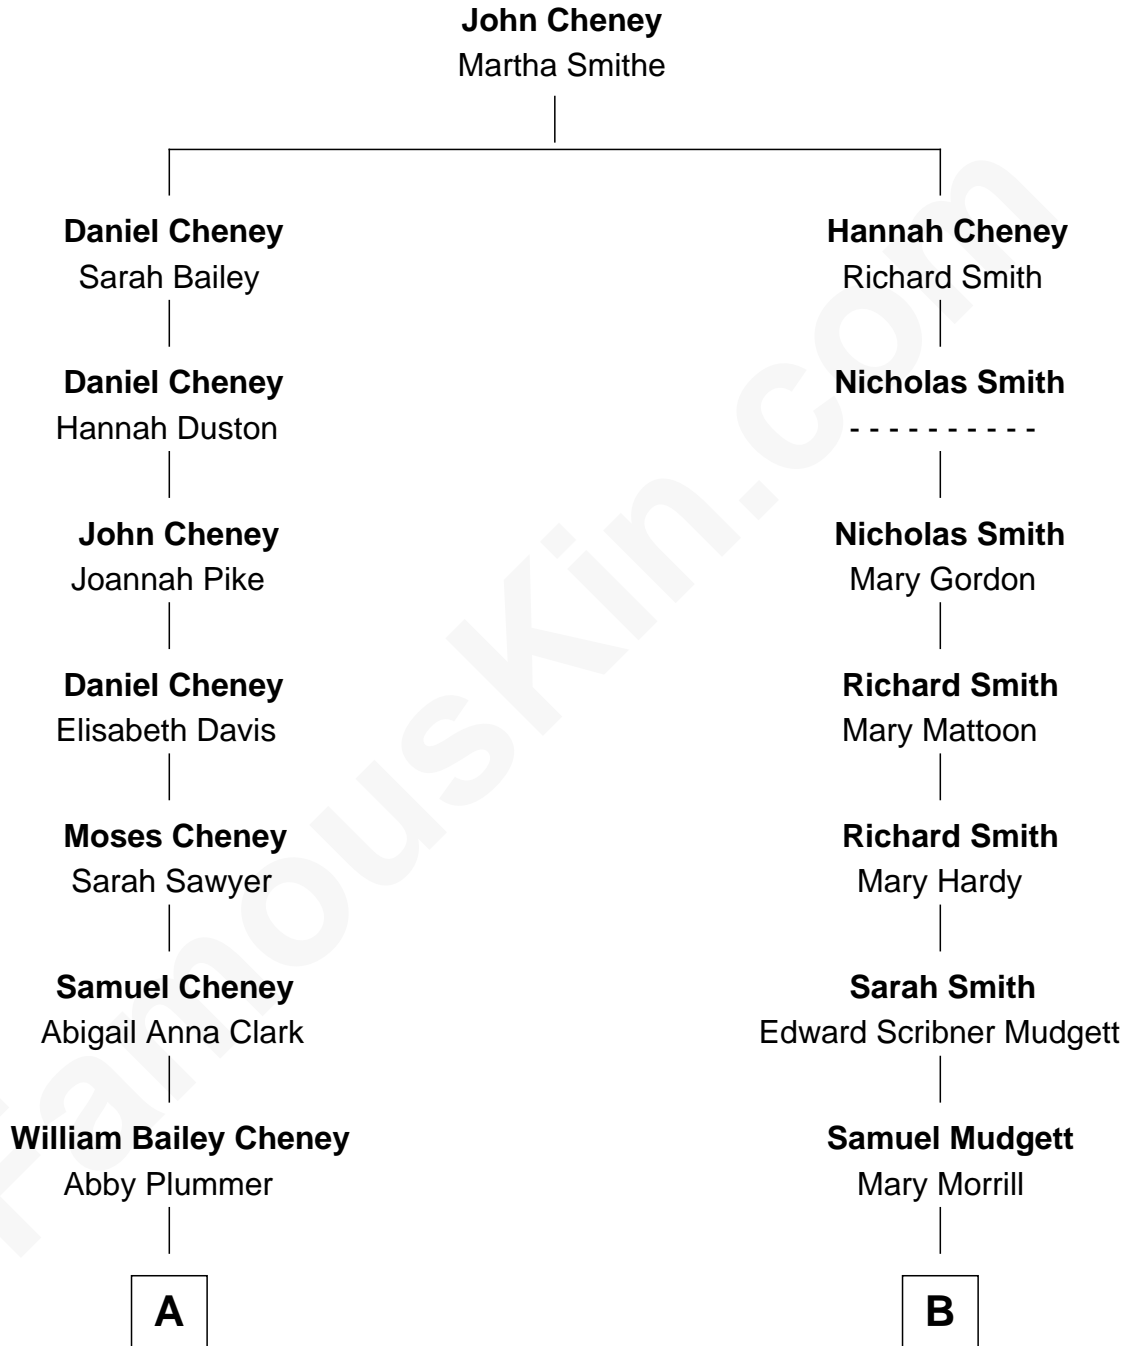 John Cheney
Martha Smithe
Daniel Cheney
Sarah Bailey
Hannah Cheney
Richard Smith
Daniel Cheney
Hannah Duston
Nicholas Smith
- - - - - - - - - -
John Cheney
Joannah Pike
Nicholas Smith
Mary Gordon
Daniel Cheney
Elisabeth Davis
Richard Smith
Mary Mattoon
Moses Cheney
Sarah Sawyer
Richard Smith
Mary Hardy
Samuel Cheney
Abigail Anna Clark
Sarah Smith
Edward Scribner Mudgett
William Bailey Cheney
Abby Plummer
Samuel Mudgett
Mary Morrill
A
B
FamousKin.com